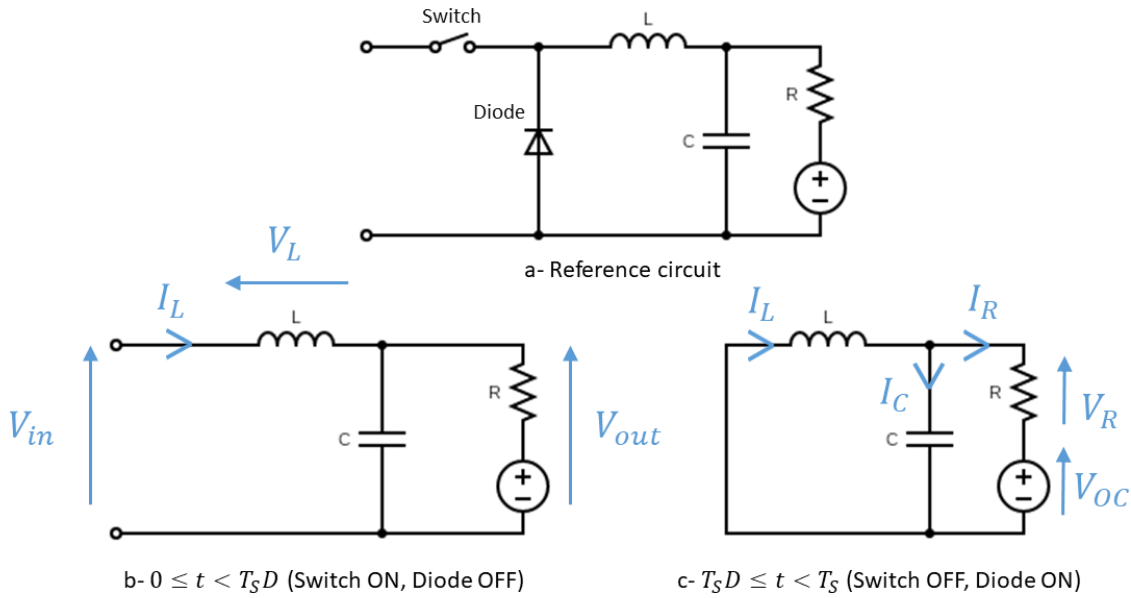 Switch
L
R
Diode
C
+
−
a- Reference circuit
V_L
I_L
L
V_in
R
C
+
−
V_out
b- 0 ≤ t < T_S D (Switch ON, Diode OFF)
I_L
L
I_R
I_C
R
V_R
C
+
−
V_OC
c- T_S D ≤ t < T_S (Switch OFF, Diode ON)